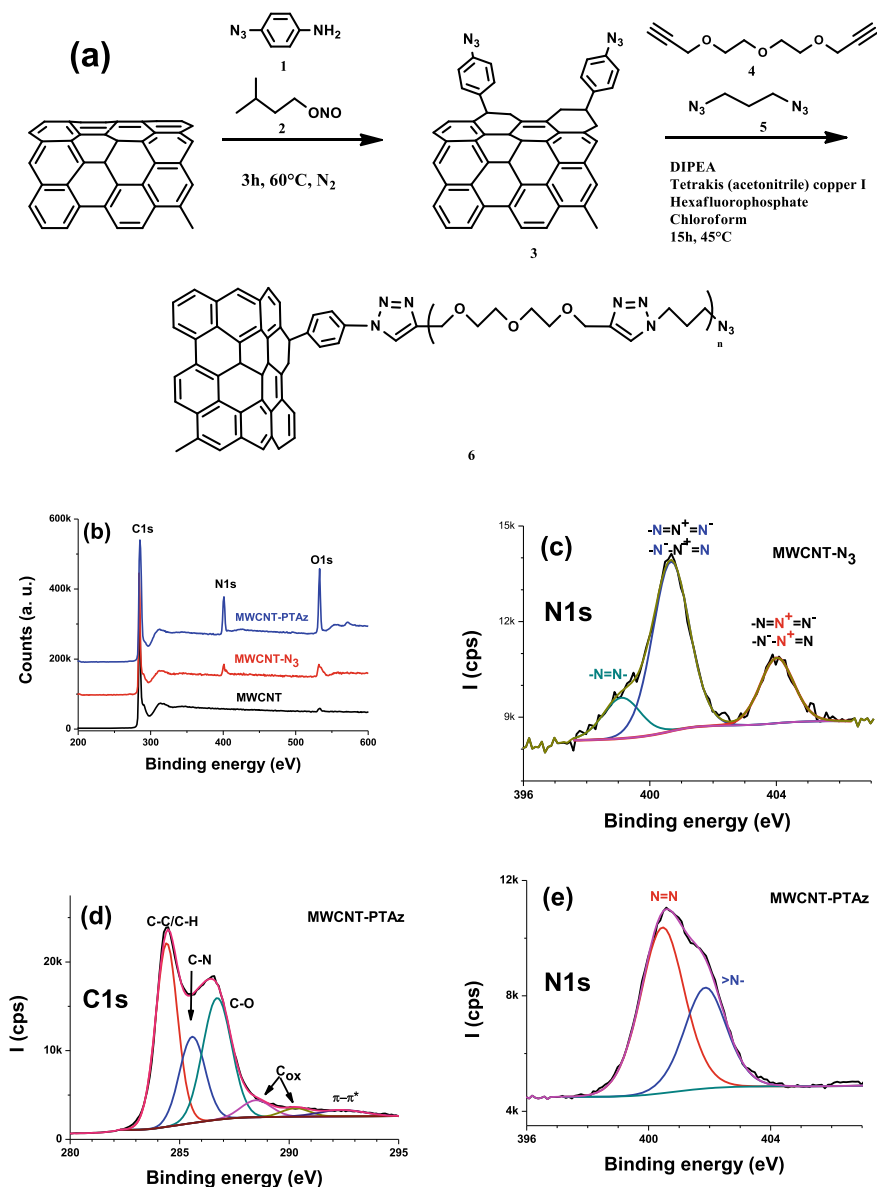 (a)
N3
NH2
1
ONO
2
3h, 60°C, N2
N3
N3
3
O
O
O
4
N3
N3
5
DIPEA
Tetrakis (acetonitrile) copper I
Hexafluorophosphate
Chloroform
15h, 45°C
N=N
N
O
O
O
N=N
N
N3
n
6
(b)
C1s
N1s
O1s
MWCNT-PTAz
MWCNT-N3
MWCNT
600k
400k
200k
0
200
300
400
500
600
Counts (a. u.)
Binding energy (eV)
(c)
-N=N+=N-
-N--N+=N
MWCNT-N3
N1s
-N=N+=N-
-N--N+=N
-N=N-
15k
12k
9k
396
400
404
I (cps)
Binding energy (eV)
(d)
C-C/C-H
MWCNT-PTAz
C-N
C1s
C-O
Cox
π–π*
20k
10k
0
280
285
290
295
I (cps)
Binding energy (eV)
(e)
N=N
MWCNT-PTAz
N1s
>N-
12k
8k
4k
396
400
404
I (cps)
Binding energy (eV)